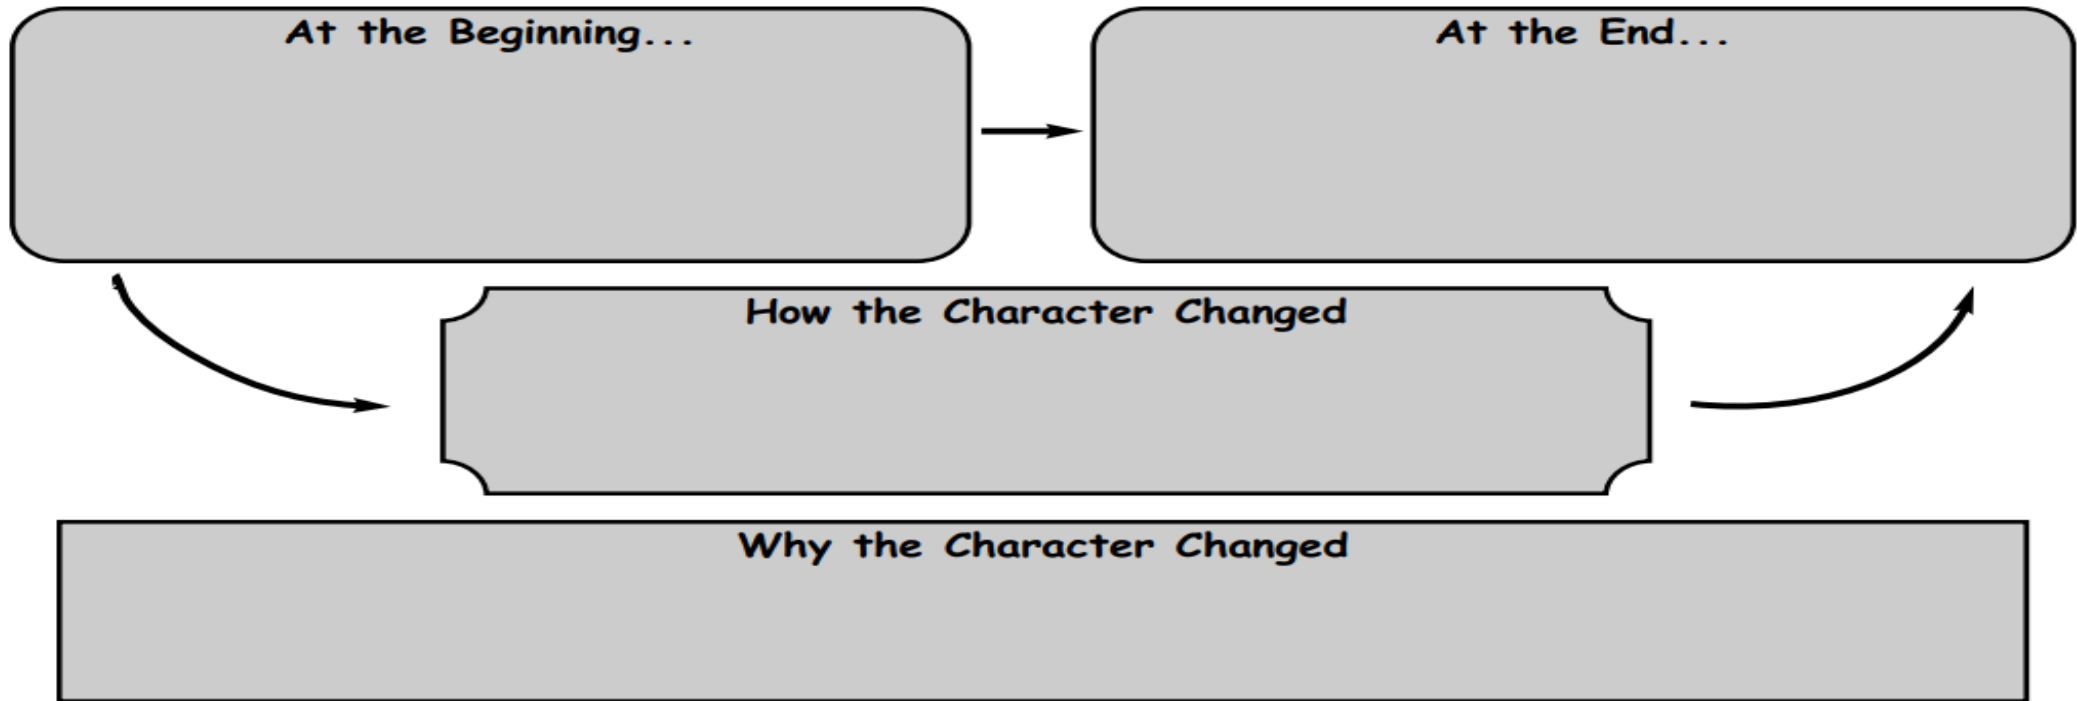 At the Beginning...
At the End...
How the Character Changed
Why the Character Changed